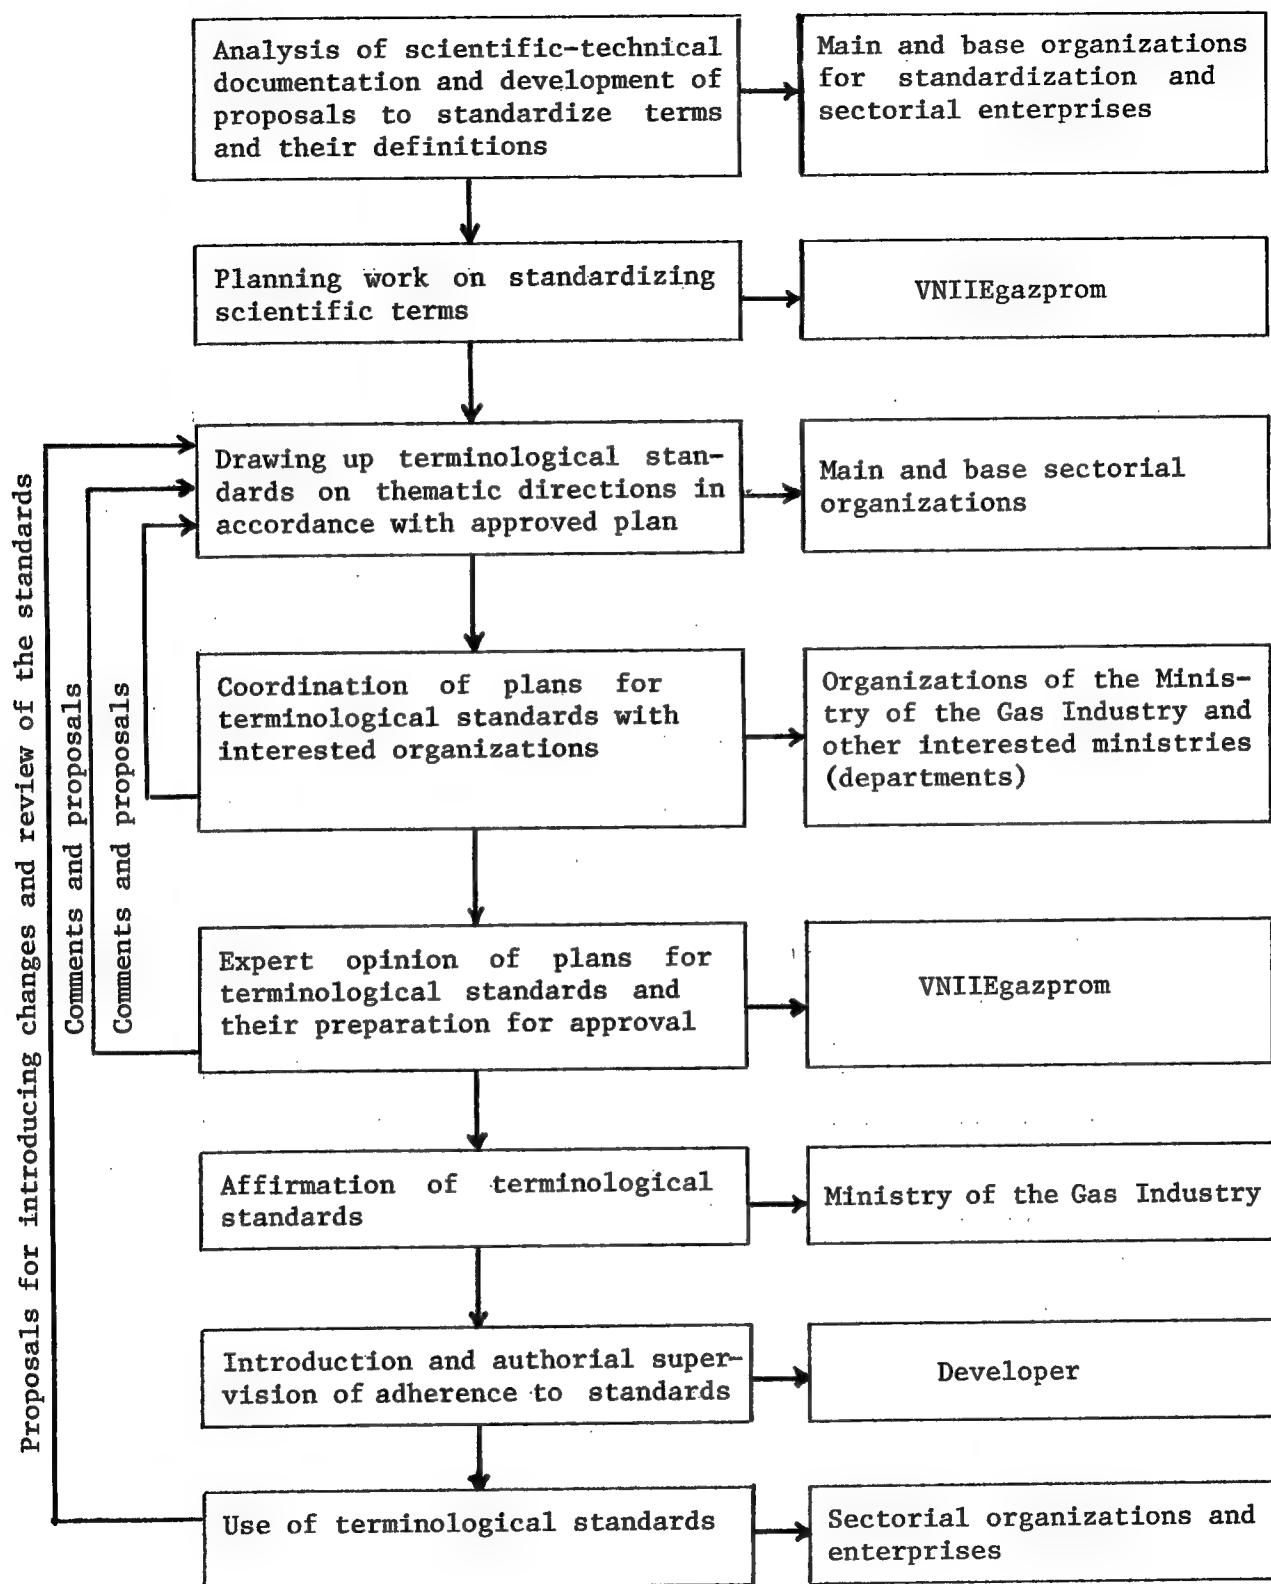 Analysis of scientific-technical
documentation and development of
proposals to standardize terms
and their definitions
Main and base organizations
for standardization and
sectorial enterprises
Planning work on standardizing
scientific terms
VNIIEgazprom
Drawing up terminological stan-
dards on thematic directions in
accordance with approved plan
Main and base sectorial
organizations
Coordination of plans for
terminological standards with
interested organizations
Organizations of the Minis-
try of the Gas Industry and
other interested ministries
(departments)
Expert opinion of plans for
terminological standards and
their preparation for approval
VNIIEgazprom
Affirmation of terminological
standards
Ministry of the Gas Industry
Introduction and authorial super-
vision of adherence to standards
Developer
Use of terminological standards
Sectorial organizations and
enterprises
Proposals for introducing changes and review of the standards
Comments and proposals
Comments and proposals